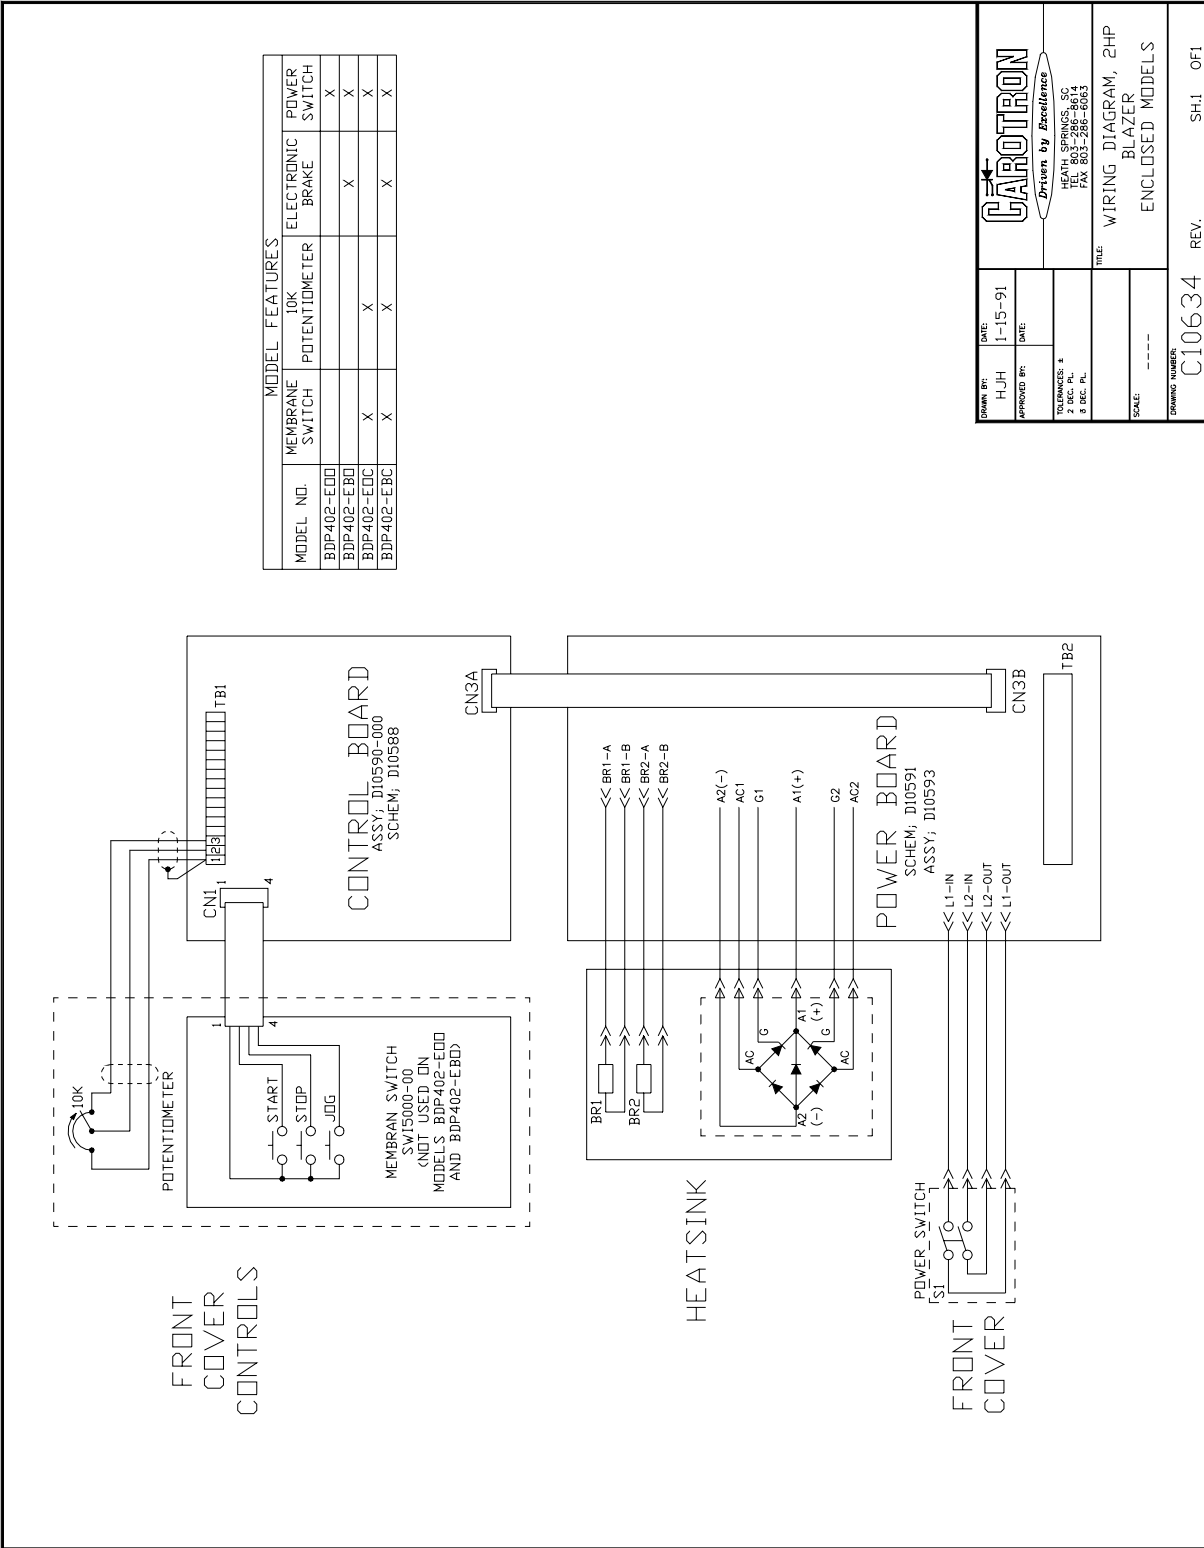 FRONT
COVER
CONTROLS
10K
POTENTIOMETER
START
STOP
JOG
1
4
MEMBRAN SWITCH
SWI5000-00
(NOT USED ON
MODELS BDP402-E00
AND BDP402-EB0)
CN1
1
4
1 2 3
TB1
CONTROL BOARD
ASSY; D10590-000
SCHEM; D10588
CN3A
MODEL FEATURES
MODEL NO.
MEMBRANE
SWITCH
10K
POTENTIOMETER
ELECTRONIC
BRAKE
POWER
SWITCH
BDP402-E00 X
BDP402-EB0 X X
BDP402-E0C X X X
BDP402-EBC X X X X
HEATSINK
BR1
BR2
AC
G
A2
(-)
A1
(+)
G
AC
BR1-A
BR1-B
BR2-A
BR2-B
A2(-)
AC1
G1
A1(+)
G2
AC2
POWER BOARD
SCHEM; D10591
ASSY; D10593
CN3B
TB2
L1-IN
L2-IN
L2-OUT
L1-OUT
POWER SWITCH
S1
FRONT
COVER
DRAWN BY:
HJH
DATE:
1-15-91
APPROVED BY:
DATE:
TOLERANCES: ±
2 DEC. PL.
3 DEC. PL.
SCALE:
----
CAROTRON
Driven by Excellence
HEATH SPRINGS, SC
TEL 803-286-8614
FAX 803-286-6063
TITLE:
WIRING DIAGRAM, 2HP
BLAZER
ENCLOSED MODELS
DRAWING NUMBER:
C10634 REV. SH.1 OF1